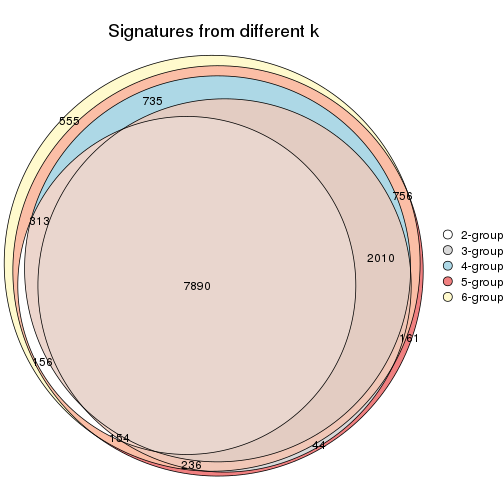 Signatures from different k
735
555
756
313
2010
7890
161
156
154
44
236
2-group
3-group
4-group
5-group
6-group